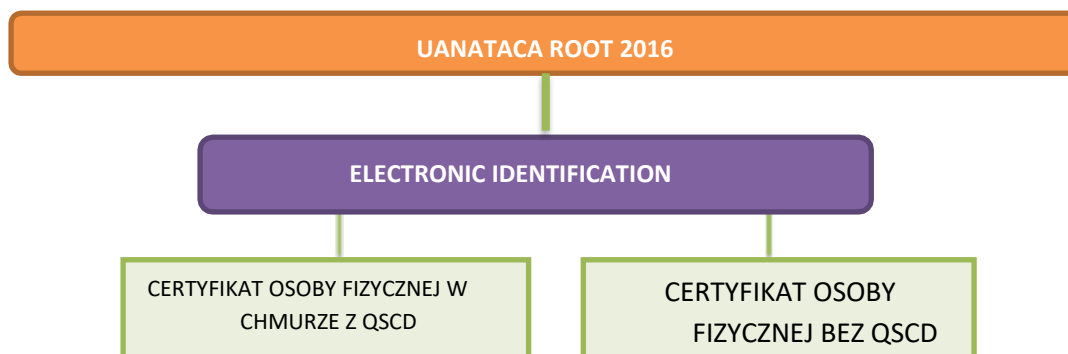 UANATACA ROOT 2016
ELECTRONIC IDENTIFICATION
CERTYFIKAT OSOBY FIZYCZNEJ W
CHMURZE Z QSCD
CERTYFIKAT OSOBY
FIZYCZNEJ BEZ QSCD